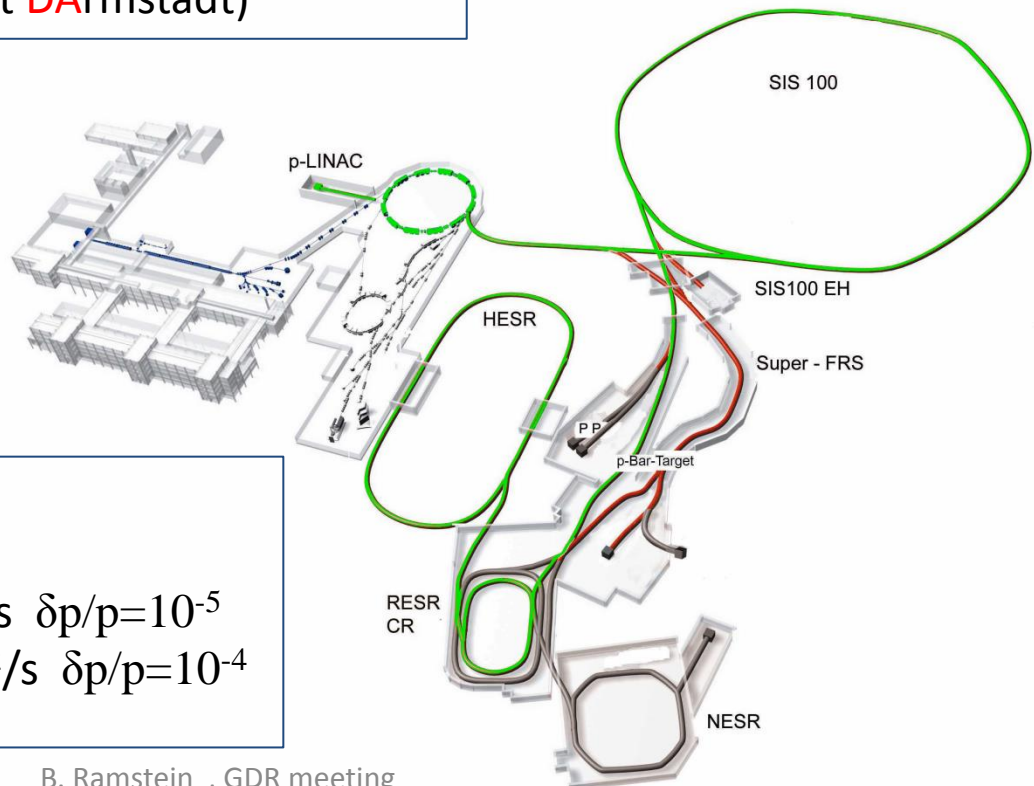 t DArmstadt)
SIS 100
p-LINAC
SIS100 EH
HESR
Super - FRS
P P
p-Bar-Target
s δp/p=10⁻⁵
/s δp/p=10⁻⁴
RESR
CR
NESR
B. Ramstein , GDR meeting